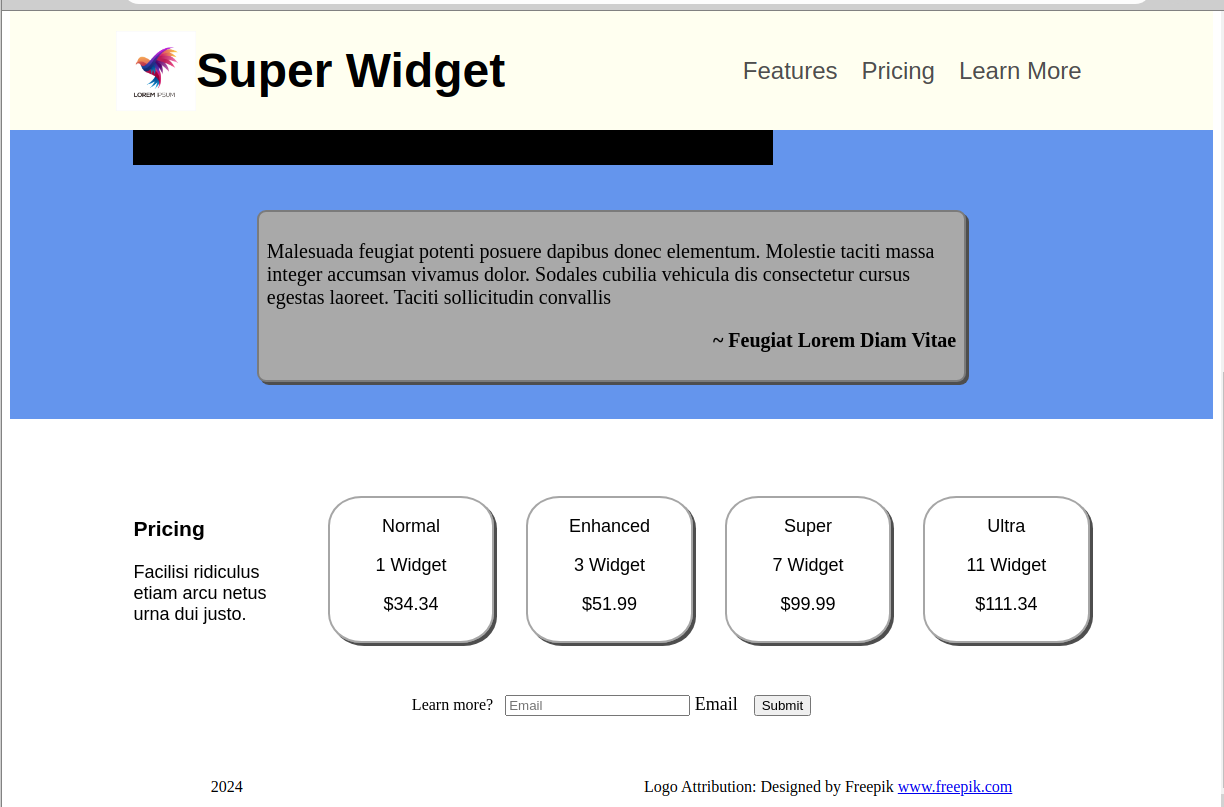 LOREM IPSUM
Super Widget
Features Pricing Learn More
Malesuada feugiat potenti posuere dapibus donec elementum. Molestie taciti massa
integer accumsan vivamus dolor. Sodales cubilia vehicula dis consectetur cursus
egestas laoreet. Taciti sollicitudin convallis
~ Feugiat Lorem Diam Vitae
Pricing
Facilisi ridiculus
etiam arcu netus
urna dui justo.
Normal
1 Widget
$34.34
Enhanced
3 Widget
$51.99
Super
7 Widget
$99.99
Ultra
11 Widget
$111.34
Learn more? Email Email Submit
2024
Logo Attribution: Designed by Freepik www.freepik.com